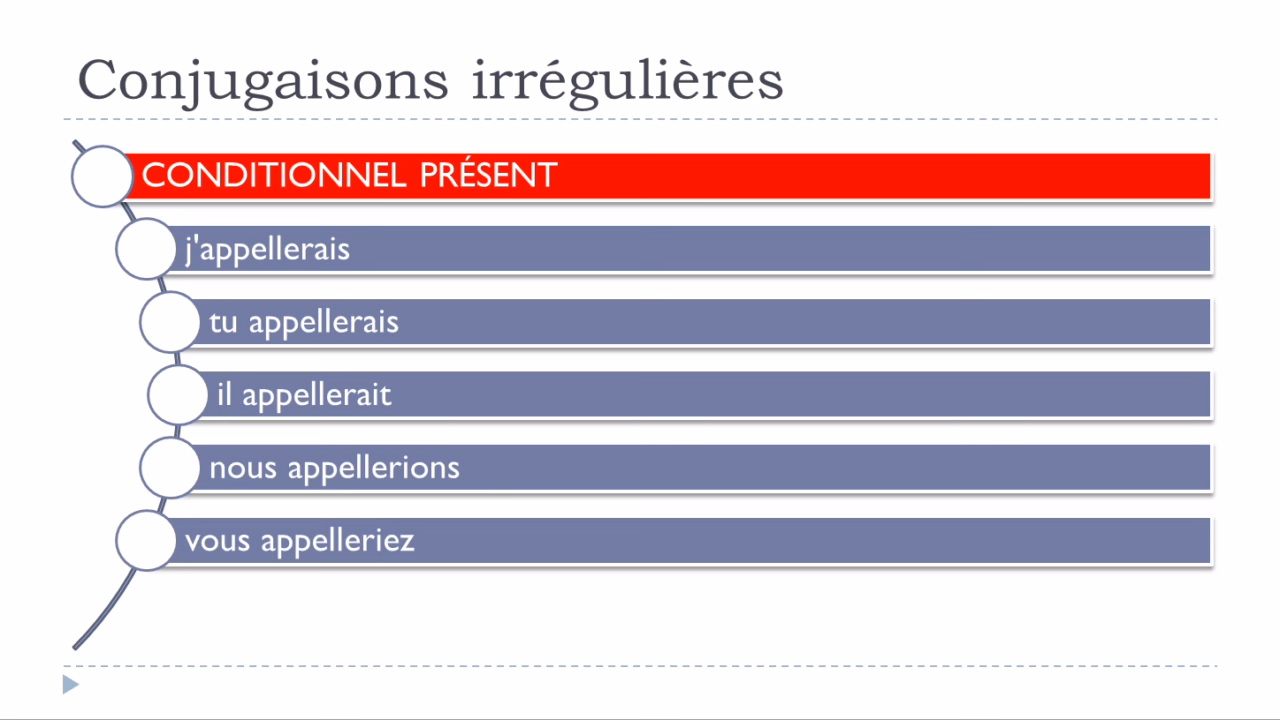 Conjugaisons irrégulières
CONDITIONNEL PRÉSENT
j'appellerais
tu appellerais
il appellerait
nous appellerions
vous appelleriez